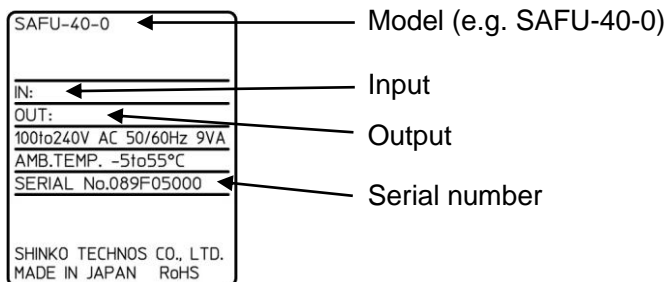 SAFU-40-0
Model (e.g. SAFU-40-0)
IN:
Input
OUT:
Output
100to240V AC 50/60Hz 9VA
AMB.TEMP. -5to55°C
SERIAL No.089F05000
Serial number
SHINKO TECHNOS CO., LTD.
MADE IN JAPAN RoHS